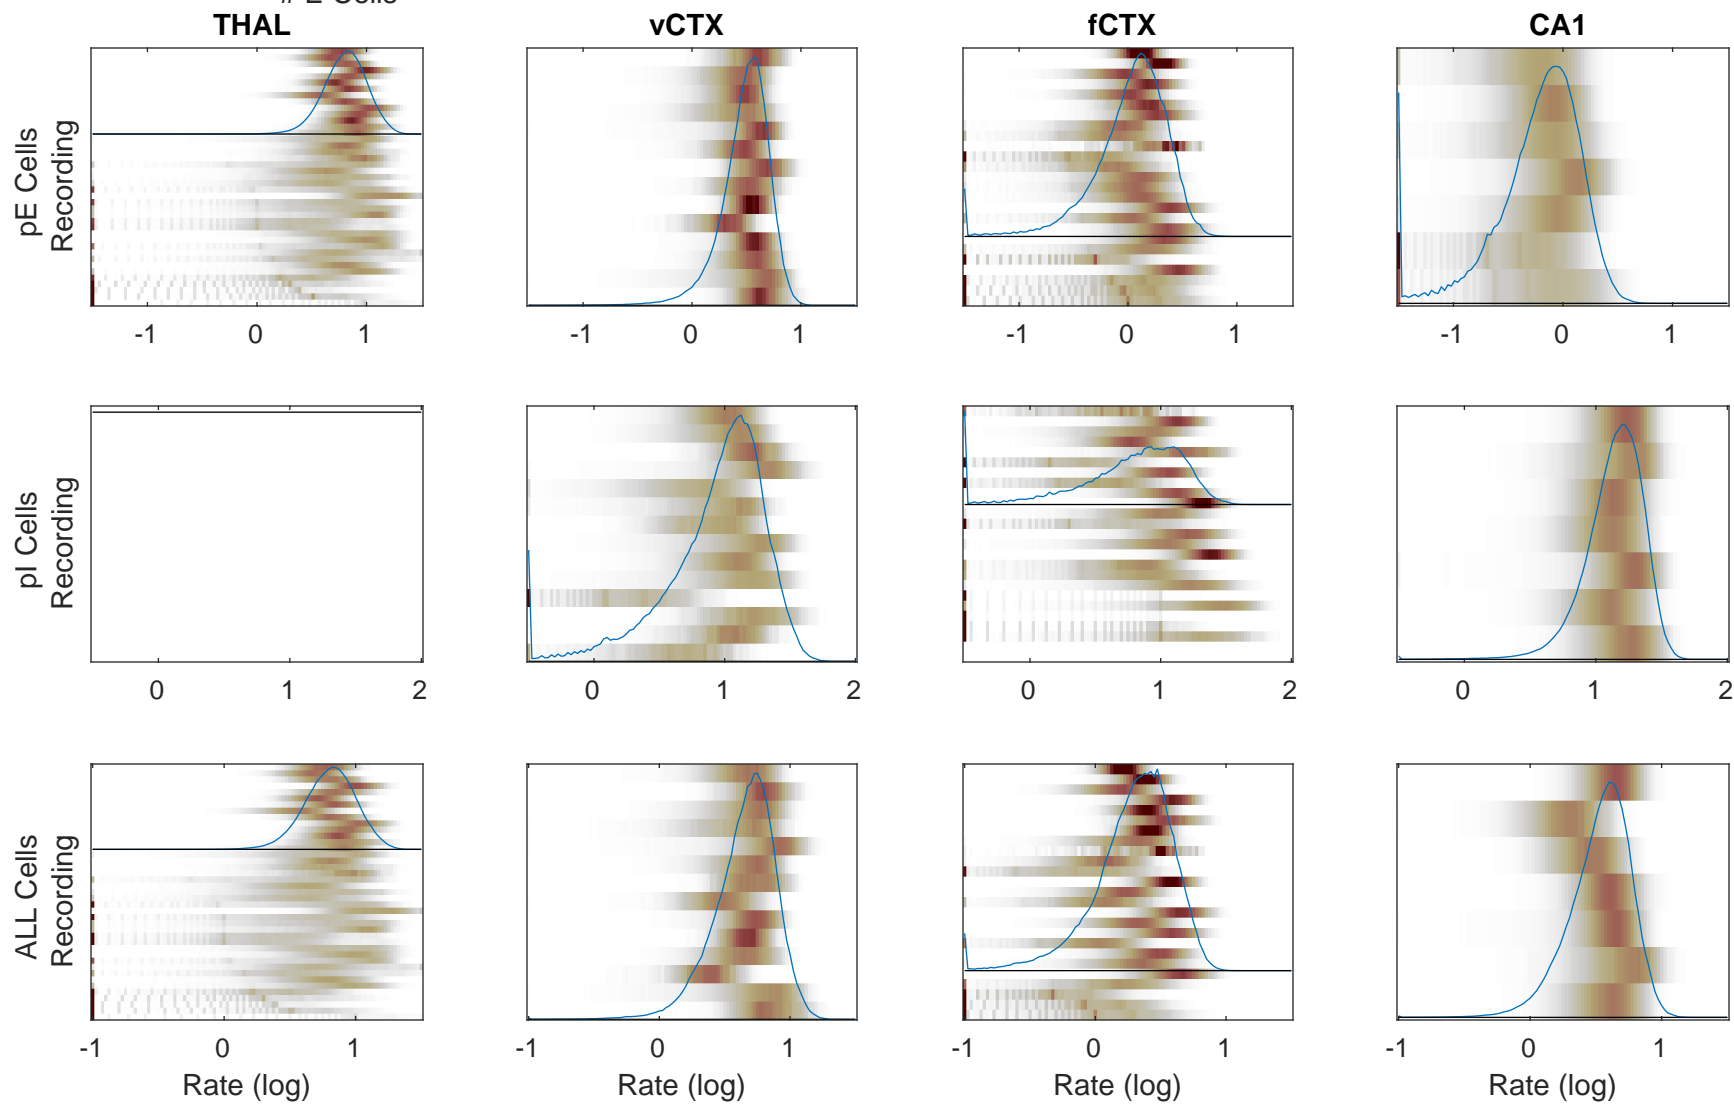 # E Cells
THAL
vCTX
fCTX
CA1
pE Cells
Recording
-1 0 1
-1 0 1
-1 0 1
-1 0 1
pI Cells
Recording
0 1 2
0 1 2
0 1 2
0 1 2
ALL Cells
Recording
-1 0 1
-1 0 1
-1 0 1
-1 0 1
Rate (log)
Rate (log)
Rate (log)
Rate (log)